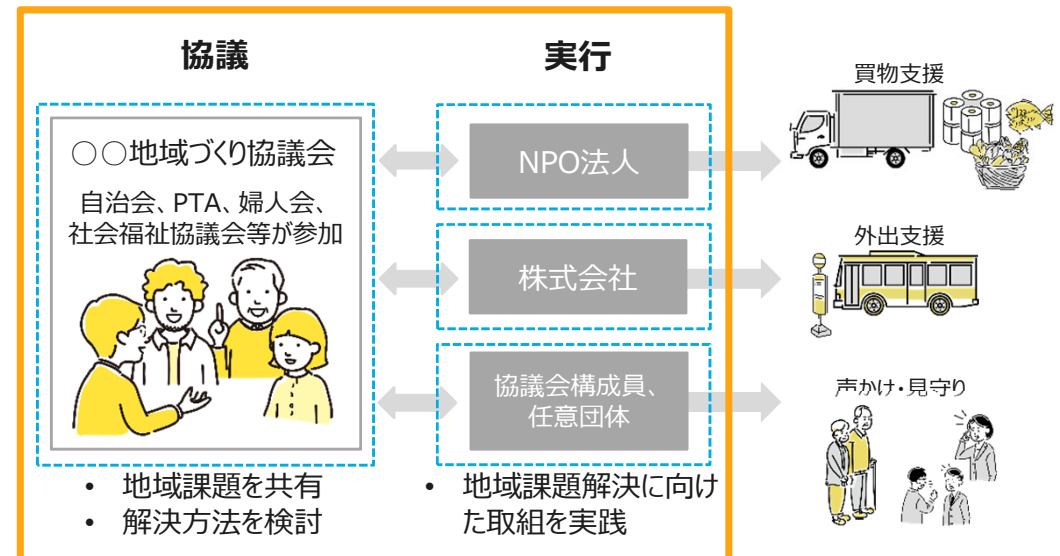 協議
○○地域づくり協議会
自治会、PTA、婦人会、
社会福祉協議会等が参加
• 地域課題を共有
• 解決方法を検討
実行
NPO法人
株式会社
協議会構成員、
任意団体
• 地域課題解決に向け
た取組を実践
買物支援
外出支援
声かけ・見守り